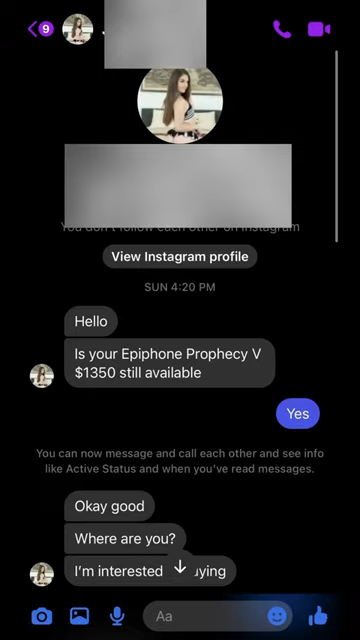 9
You don't follow each other on Instagram
View Instagram profile
SUN 4:20 PM
Hello
Is your Epiphone Prophecy V
$1350 still available
Yes
You can now message and call each other and see info
like Active Status and when you've read messages.
Okay good
Where are you?
I'm interested uying
Aa